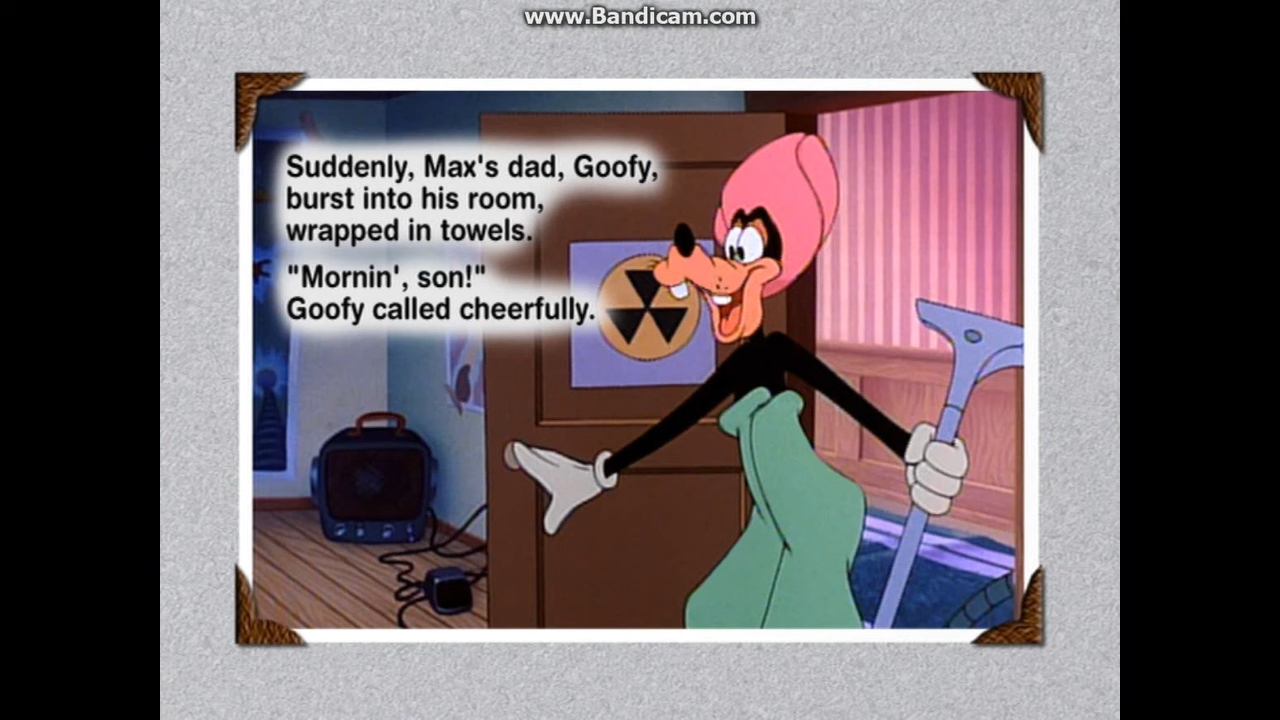 www.Bandicam.com
Suddenly, Max's dad, Goofy,
burst into his room,
wrapped in towels.
"Mornin', son!"
Goofy called cheerfully.